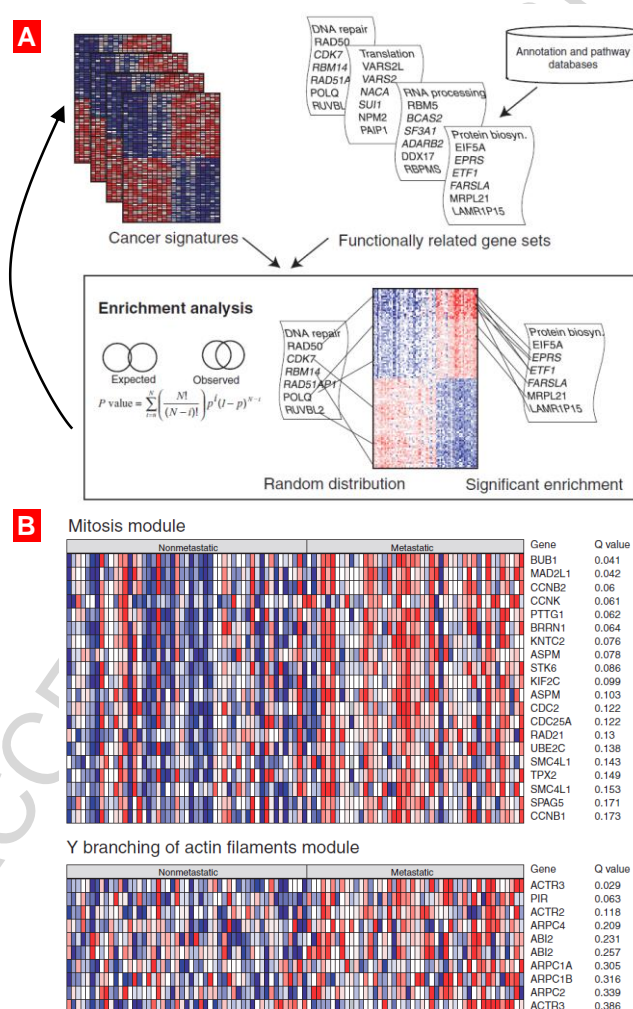 A
DNA repair
RAD50
CDK7
RBM14
RAD51A
POLQ
RUVBL
Translation
VARS2L
VARS2
NACA
SUI1
NPM2
PAIP1
RNA processing
RBM5
BCAS2
SF3A1
ADARB2
DDX17
RBPMS
Protein biosyn.
EIF5A
EPRS
ETF1
FARSLA
MRPL21
LAMR1P15
Annotation and pathway
databases
Cancer signatures
Functionally related gene sets
Enrichment analysis
Expected
Observed
P value = \sum_{i=n}^{N} \left( \frac{N!}{(N-i)!} \right) p^i (1-p)^{N-i}
DNA repair
RAD50
CDK7
RBM14
RAD51AP1
POLQ
RUVBL2
Protein biosyn.
EIF5A
EPRS
ETF1
FARSLA
MRPL21
LAMR1P15
Random distribution
Significant enrichment
B
Mitosis module
Nonmetastatic Metastatic Gene Q value
BUB1 0.041
MAD2L1 0.042
CCNB2 0.06
CCNK 0.061
PTTG1 0.062
BRRN1 0.064
KNTC2 0.076
ASPM 0.078
STK6 0.086
KIF2C 0.099
ASPM 0.103
CDC2 0.122
CDC25A 0.122
RAD21 0.13
UBE2C 0.138
SMC4L1 0.143
TPX2 0.149
SMC4L1 0.153
SPAG5 0.171
CCNB1 0.173
Y branching of actin filaments module
Nonmetastatic Metastatic Gene Q value
ACTR3 0.029
PIR 0.063
ACTR2 0.118
ARPC4 0.209
ABI2 0.231
ABI2 0.257
ARPC1A 0.305
ARPC1B 0.316
ARPC2 0.339
ACTR3 0.386